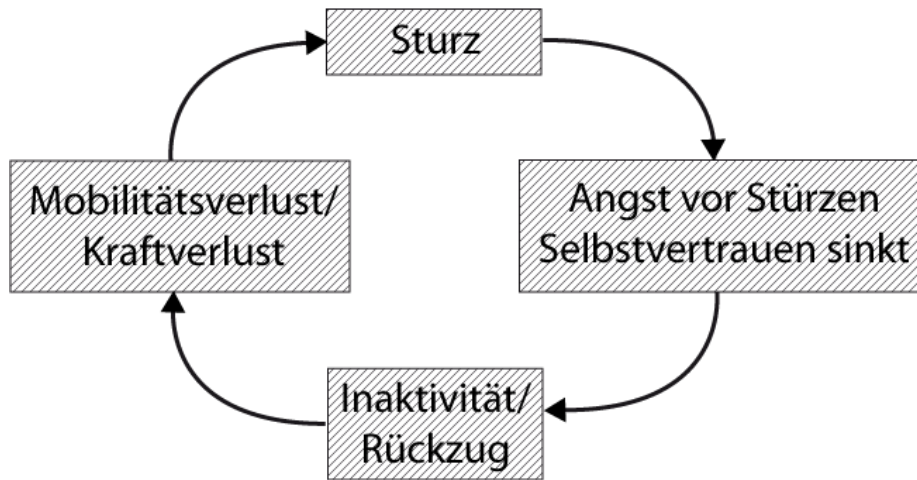 Sturz
Angst vor Stürzen
Selbstvertrauen sinkt
Inaktivität/
Rückzug
Mobilitätsverlust/
Kraftverlust